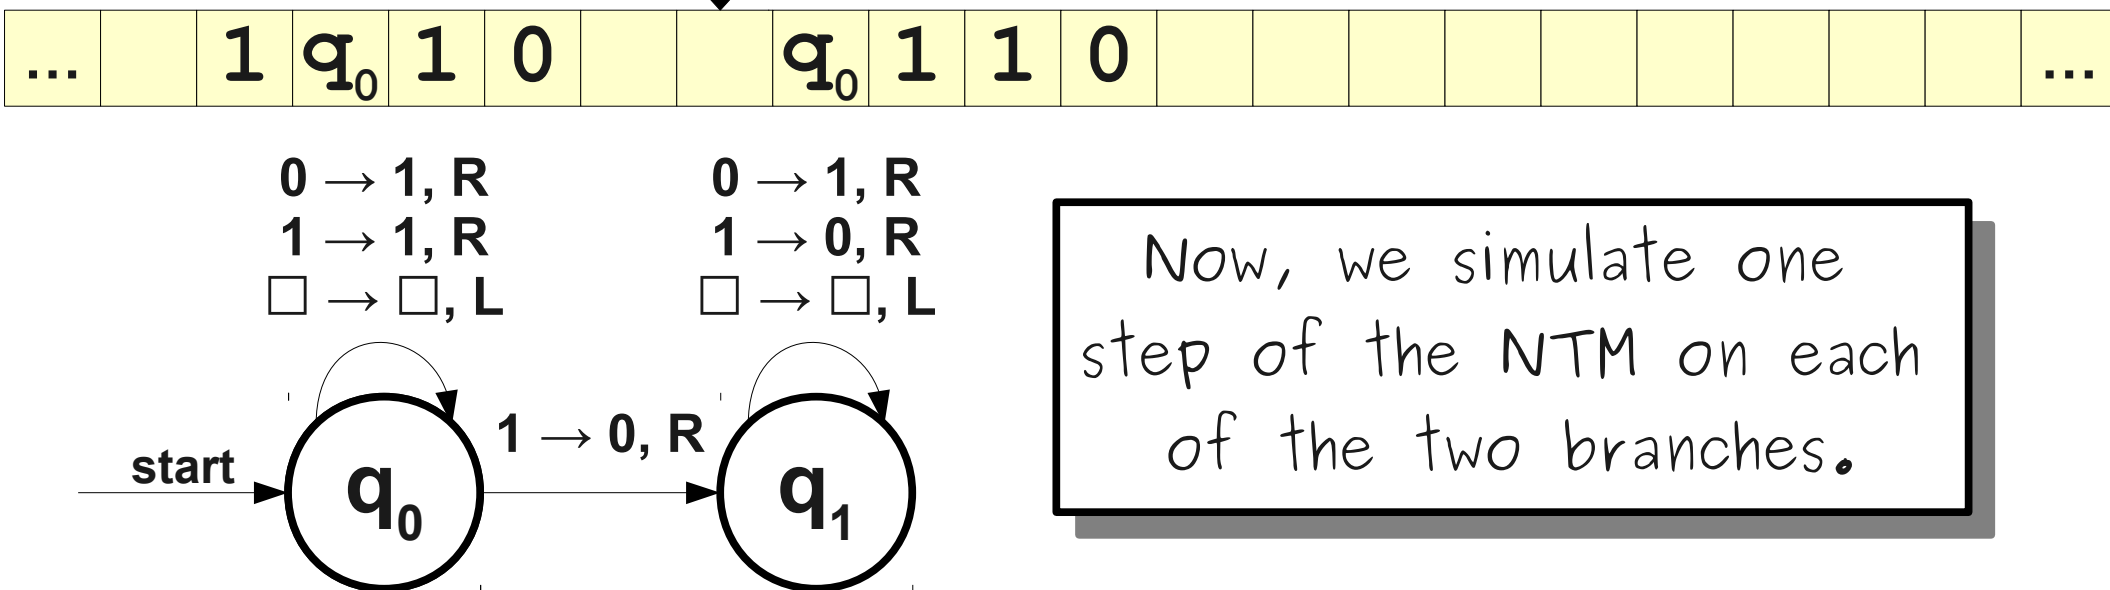 ... 1 q₀ 1 0 q₀ 1 1 0 ...
0 → 1, R
1 → 1, R
□ → □, L
0 → 1, R
1 → 0, R
□ → □, L
start
q₀
1 → 0, R
q₁
Now, we simulate one
step of the NTM on each
of the two branches.